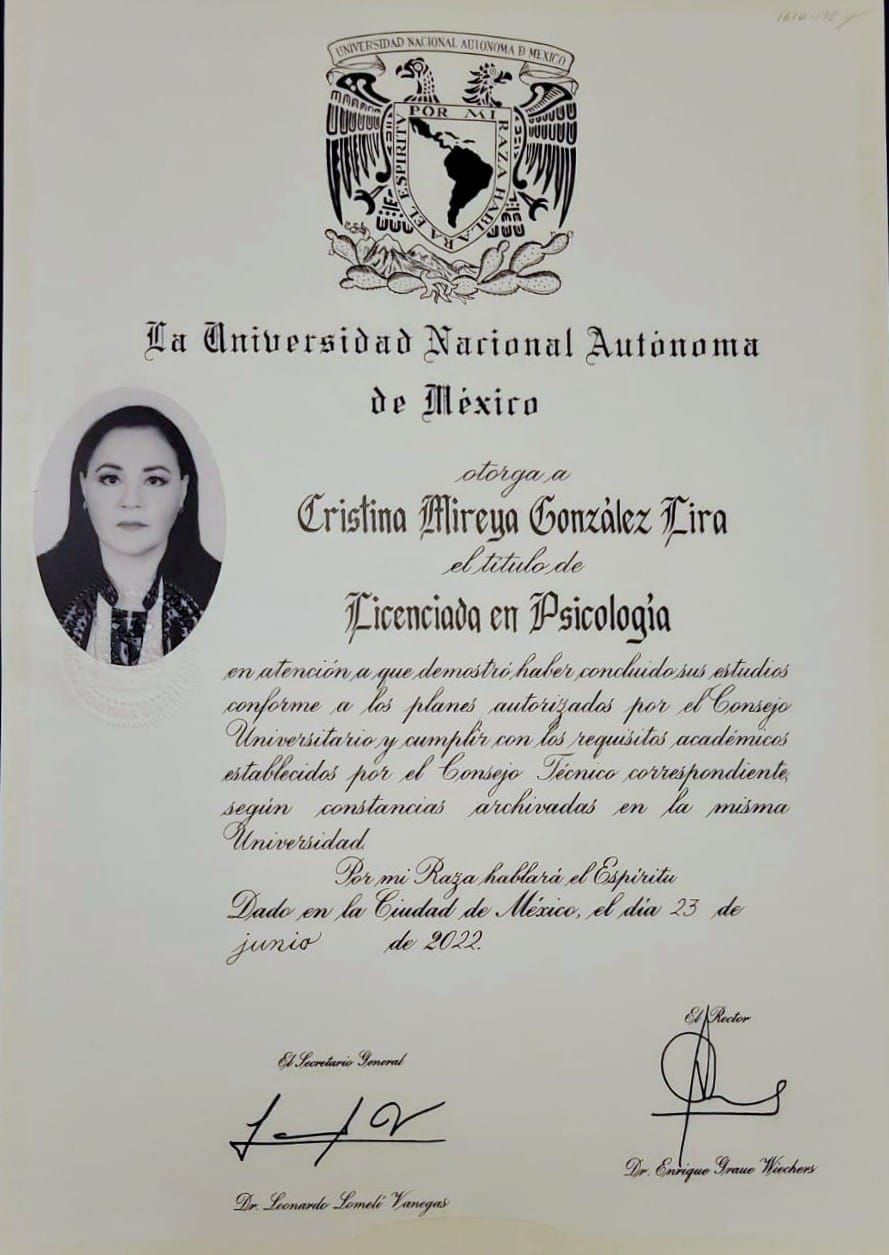 UNIVERSIDAD NACIONAL AUTONOMA D MEXICO
POR MI RAZA HABLARA EL ESPIRITV
La Universidad Nacional Autónoma
de México
otorga a
Cristina Mireya González Lira
el título de
Licenciada en Psicología
en atención a que demostró haber concluido sus estudios
conforme a los planes autorizados por el Consejo
Universitario y cumplir con los requisitos académicos
establecidos por el Consejo Técnico correspondiente,
según constancias archivadas en la misma
Universidad.
Por mi Raza hablará el Espíritu
Dado en la Ciudad de México, el día 23 de
junio de 2022.
El Rector
El Secretario General
Dr. Enrique Graue Wiechers
Dr. Leonardo Lomelí Vanegas